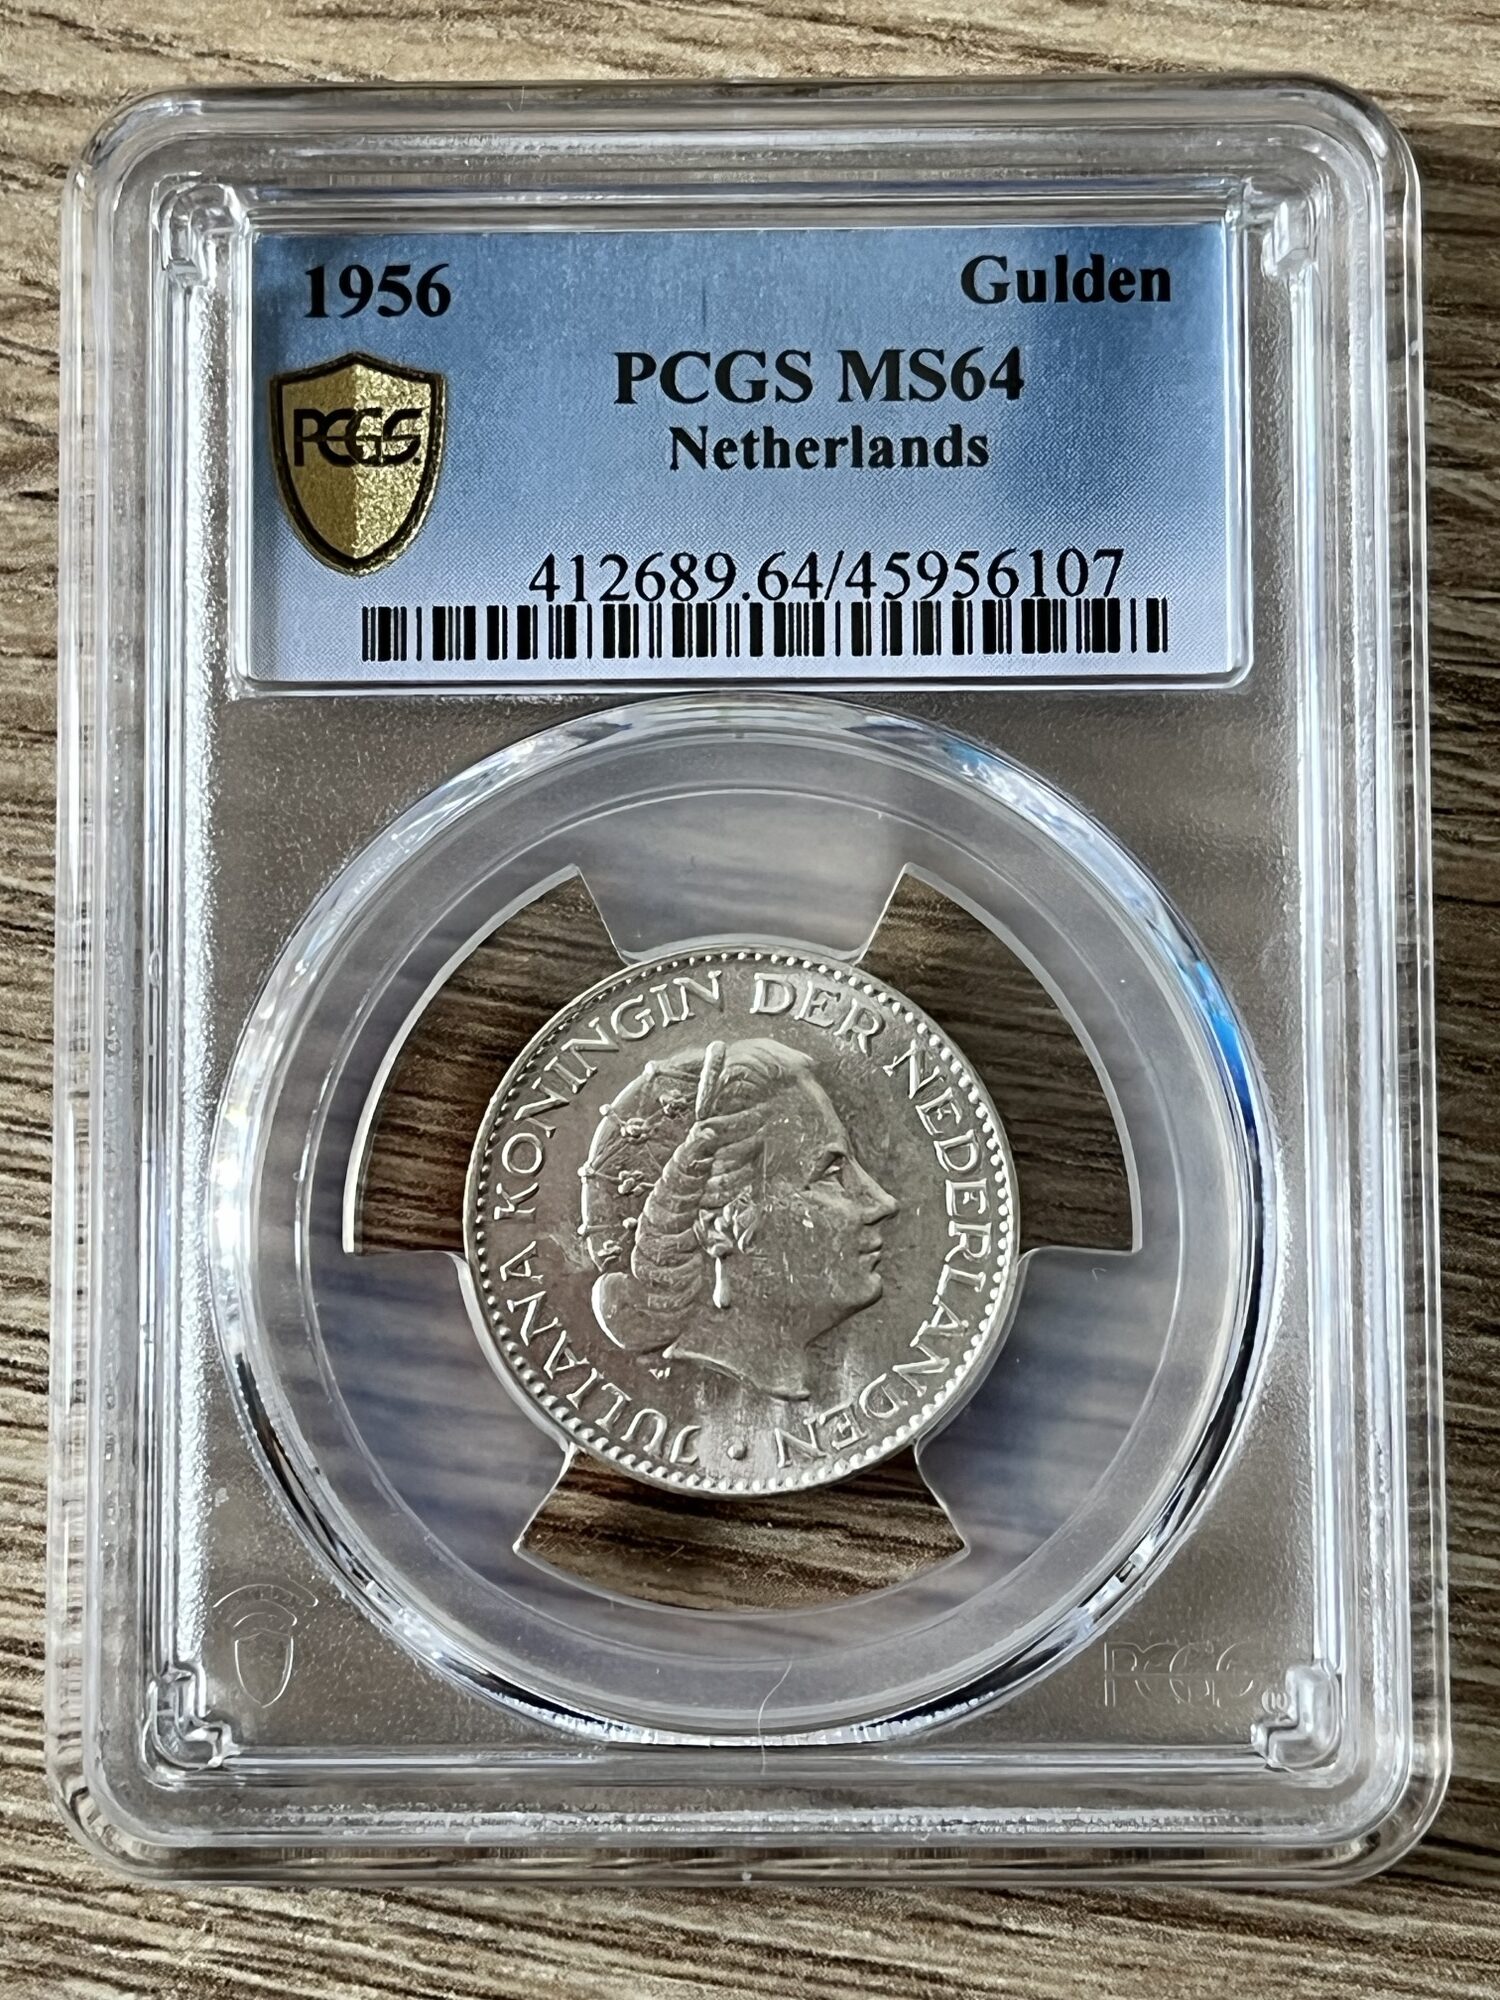 1956 Gulden
PCGS MS64
PCGS
Netherlands
412689.64/45956107
JULIANA KONINGIN DER NEDERLANDEN •
PCGS